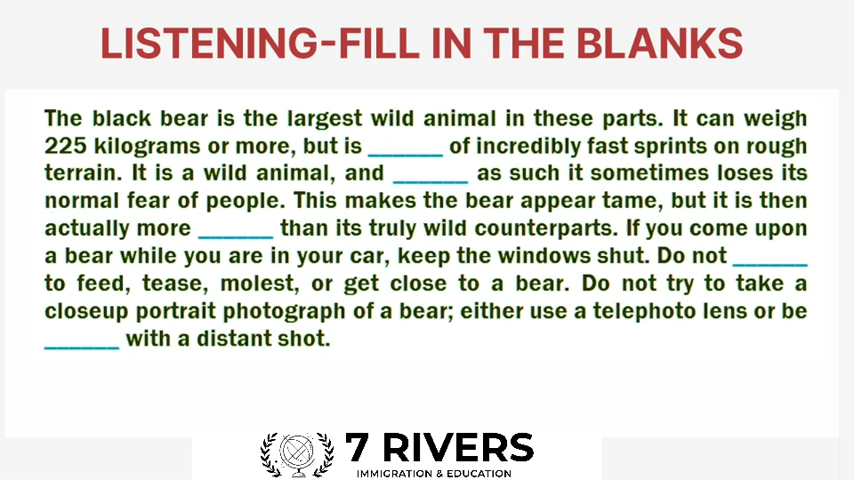 LISTENING-FILL IN THE BLANKS
The black bear is the largest wild animal in these parts. It can weigh
225 kilograms or more, but is ______ of incredibly fast sprints on rough
terrain. It is a wild animal, and ______ as such it sometimes loses its
normal fear of people. This makes the bear appear tame, but it is then
actually more ______ than its truly wild counterparts. If you come upon
a bear while you are in your car, keep the windows shut. Do not ______
to feed, tease, molest, or get close to a bear. Do not try to take a
closeup portrait photograph of a bear; either use a telephoto lens or be
______ with a distant shot.
7 RIVERS
IMMIGRATION & EDUCATION